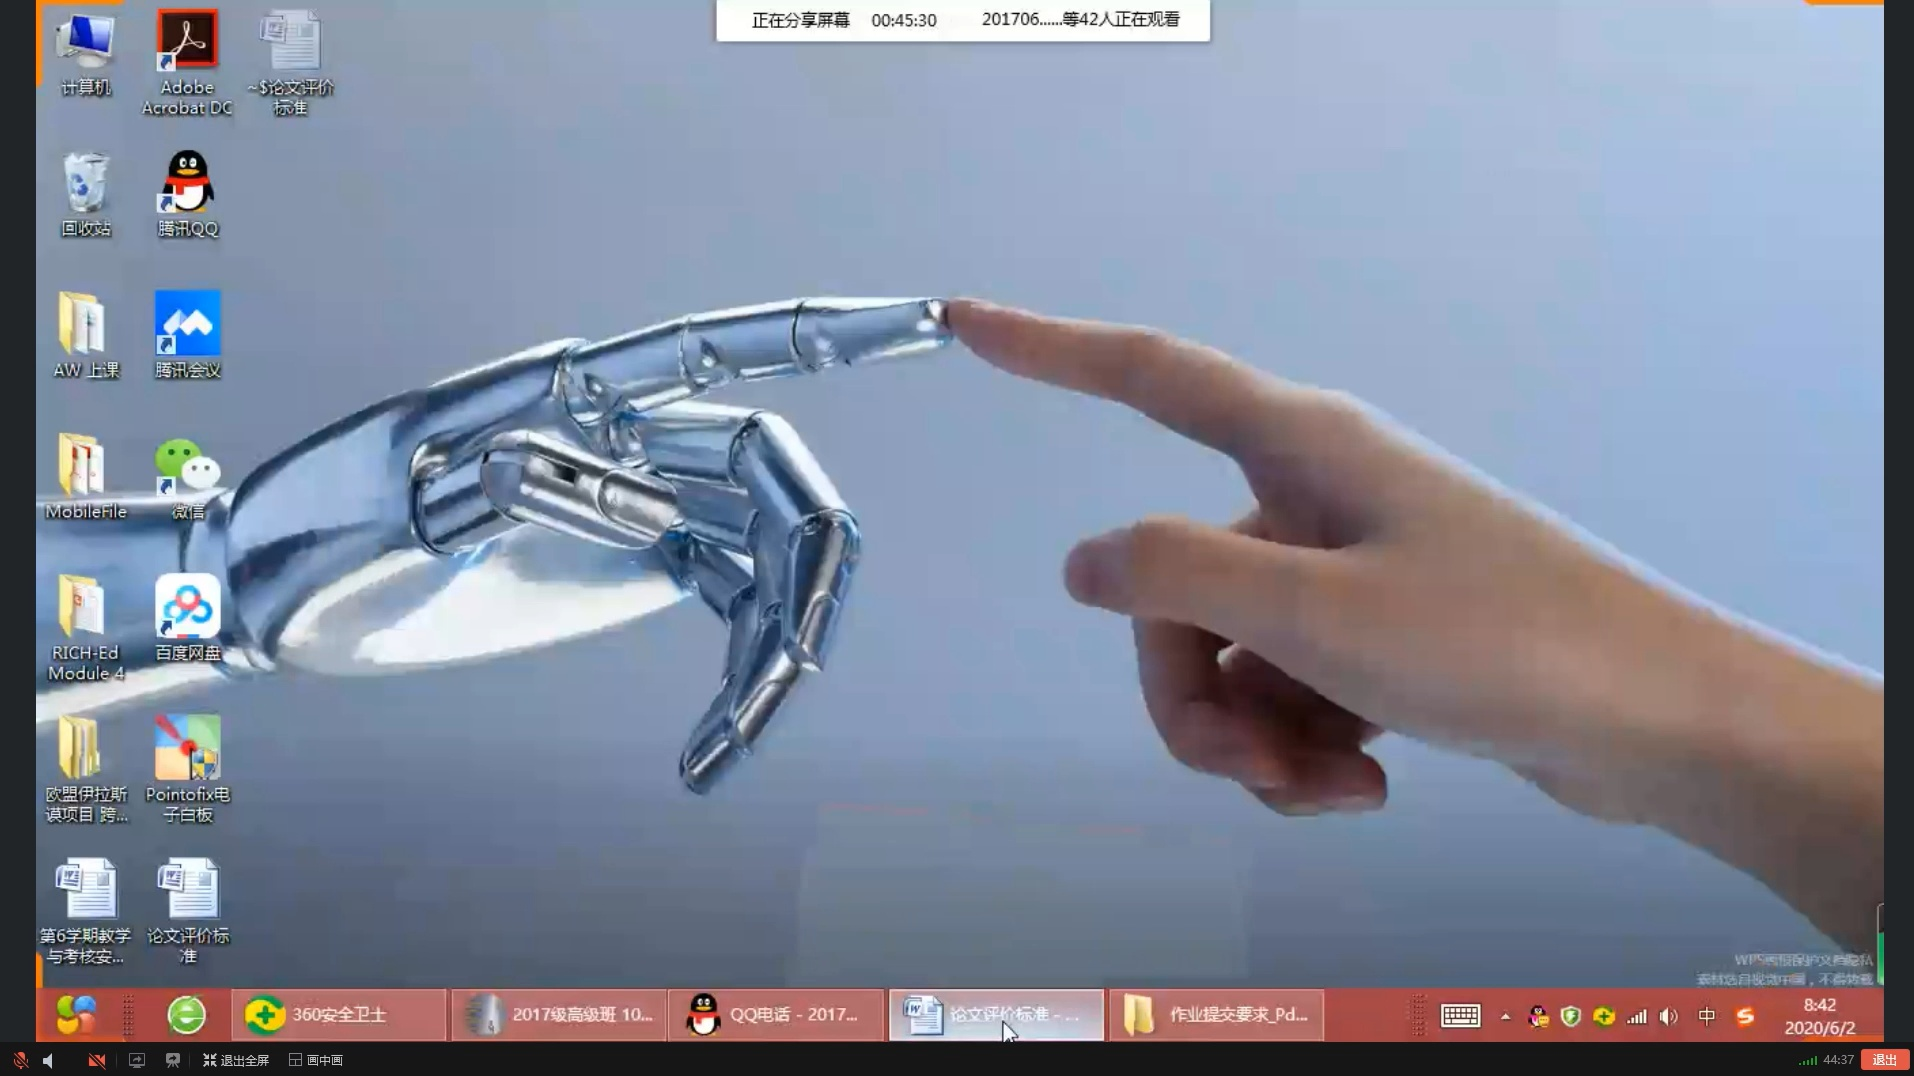 正在分享屏幕 00:45:30 201706......等42人正在观看
计算机
Adobe
Acrobat DC
~$论文评价
标准
回收站
腾讯QQ
AW 上课
腾讯会议
MobileFile
微信
RICH-Ed
Module 4
百度网盘
欧盟伊拉斯
谟项目 跨...
Pointofix电
子白板
第6学期教学
与考核安...
论文评价标
准
360安全卫士
2017级高级班 10...
QQ电话 - 2017...
论文评价标准 - ...
作业提交要求_Pd...
中
8:42
2020/6/2
退出全屏
画中画
44:37
退出